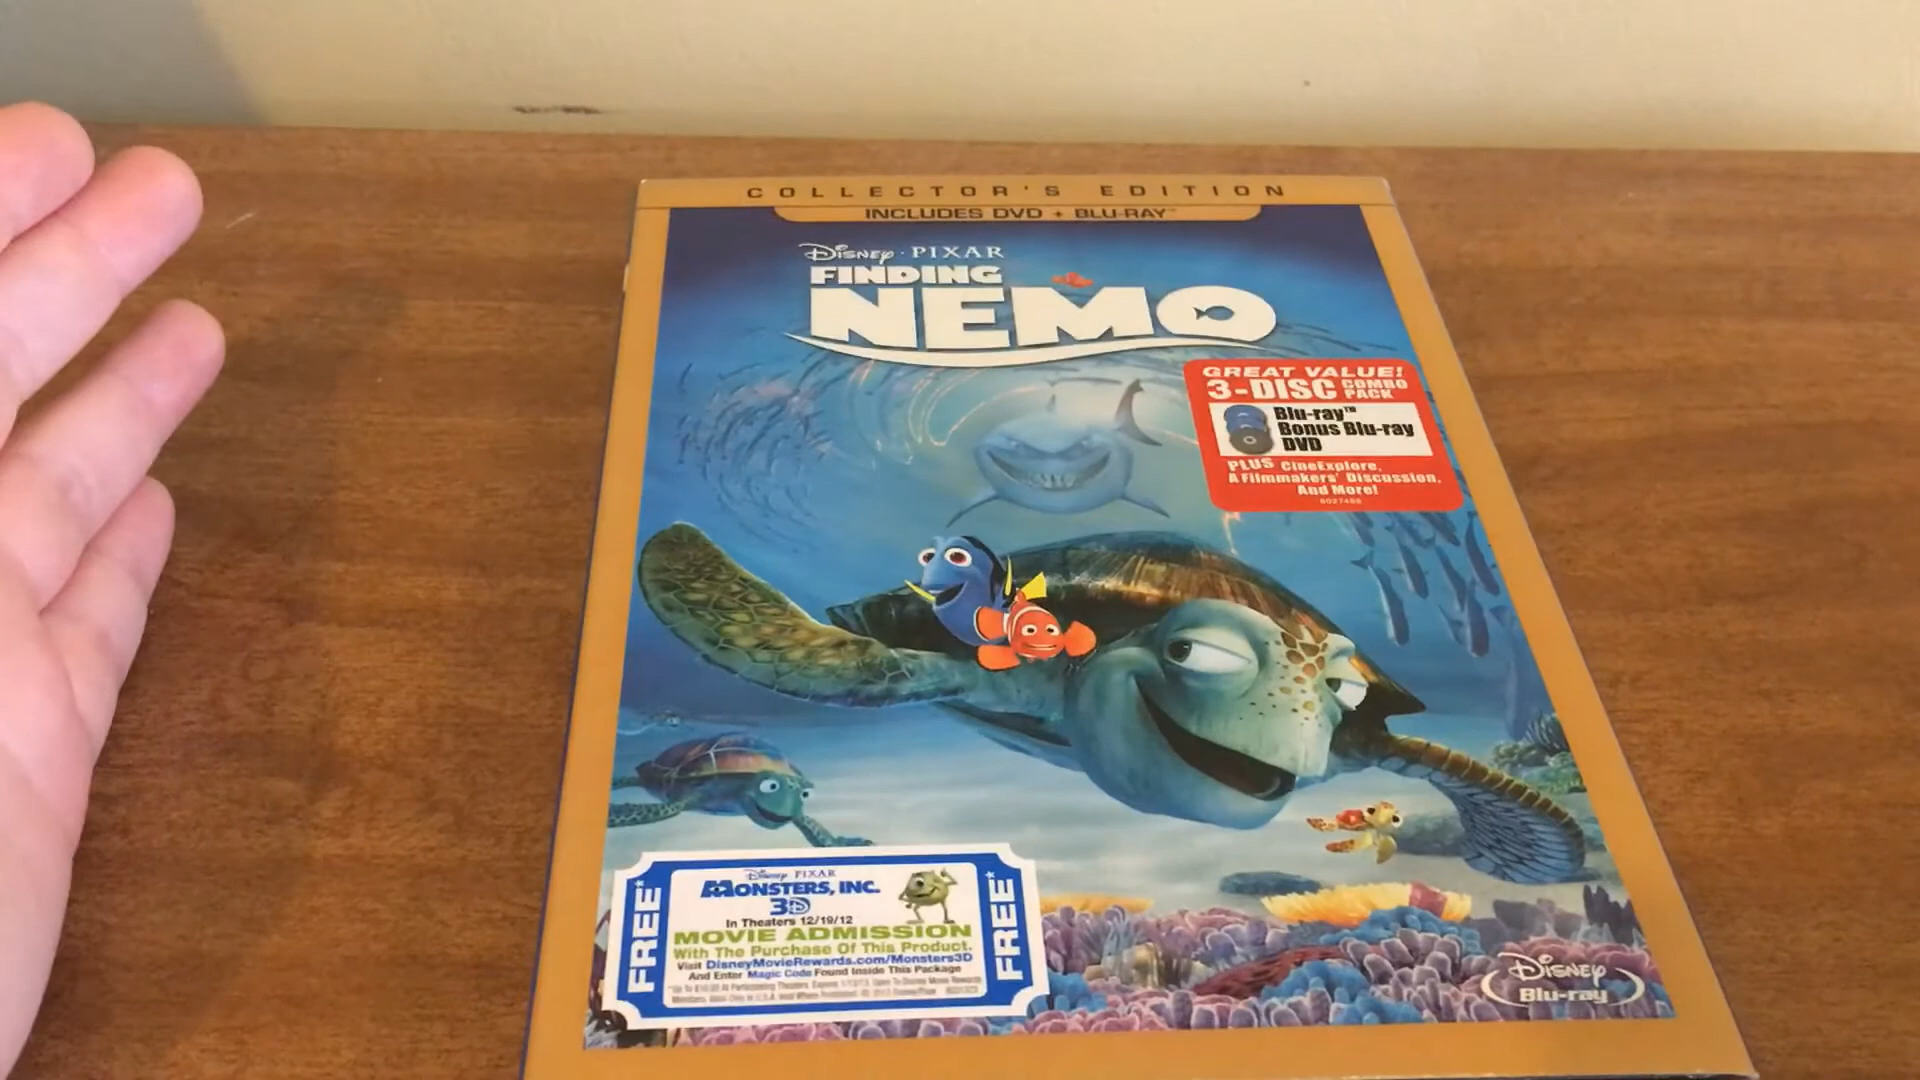 COLLECTOR'S EDITION
INCLUDES DVD + BLU-RAY™
Disney · PIXAR
FINDING
NEMO
GREAT VALUE!
3-DISC COMBO PACK
Blu-ray™
Bonus Blu-ray
DVD
PLUS CineExplore,
A Filmmakers' Discussion,
And More!
FREE*
Disney PIXAR
MONSTERS, INC.
3D
In Theaters 12/19/12
MOVIE ADMISSION
With The Purchase Of This Product.
Visit DisneyMovieRewards.com/Monsters3D
And Enter Magic Code Found Inside This Package
FREE*
Disney
Blu-ray